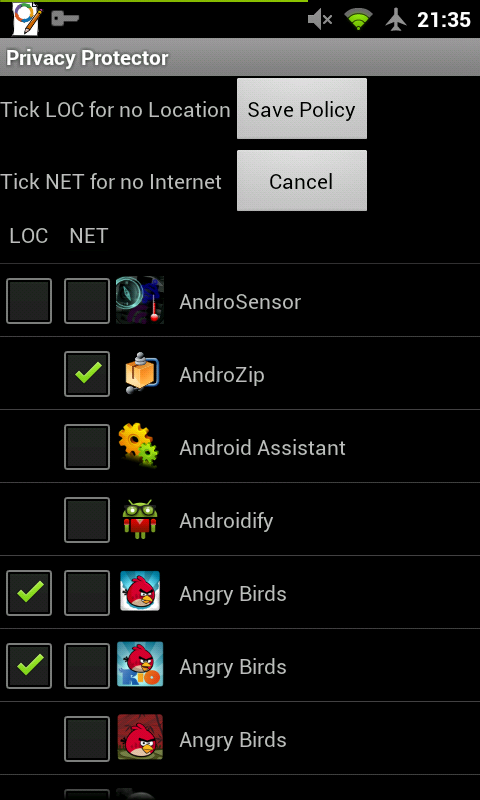 21:35
Privacy Protector
Tick LOC for no Location
Save Policy
Tick NET for no Internet
Cancel
LOC NET
AndroSensor
AndroZip
Android Assistant
Androidify
Angry Birds
Angry Birds
RIO
Angry Birds